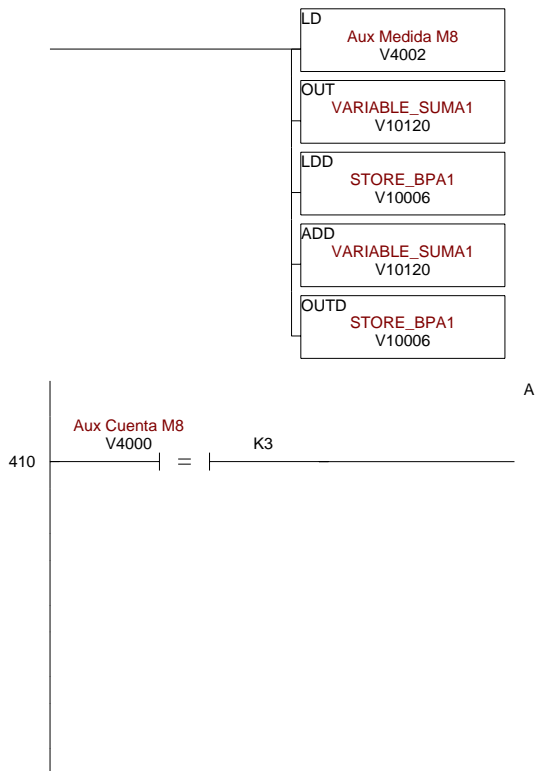 LD
Aux Medida M8
V4002
OUT
VARIABLE_SUMA1
V10120
LDD
STORE_BPA1
V10006
ADD
VARIABLE_SUMA1
V10120
OUTD
STORE_BPA1
V10006
A
Aux Cuenta M8
V4000 = K3
410